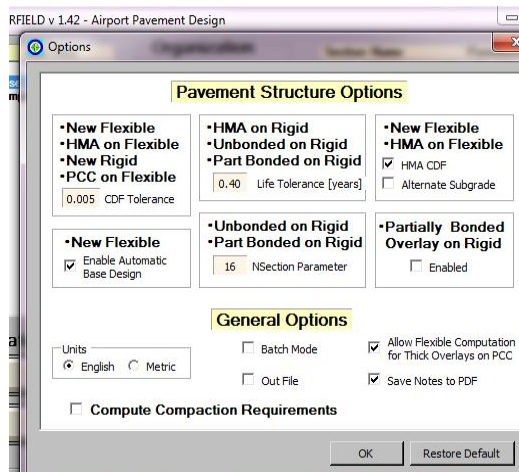 RFIELD v 1.42 - Airport Pavement Design
Options
Organization
Section Name
Pavement Structure Options
•New Flexible
•HMA on Flexible
•New Rigid
•PCC on Flexible
0.005 CDF Tolerance
•HMA on Rigid
•Unbonded on Rigid
•Part Bonded on Rigid
0.40 Life Tolerance [years]
•New Flexible
•HMA on Flexible
HMA CDF
Alternate Subgrade
•New Flexible
Enable Automatic
Base Design
•Unbonded on Rigid
•Part Bonded on Rigid
16 NSection Parameter
•Partially Bonded
Overlay on Rigid
Enabled
General Options
Units
English Metric
Batch Mode
Out File
Allow Flexible Computation
for Thick Overlays on PCC
Save Notes to PDF
Compute Compaction Requirements
OK
Restore Default